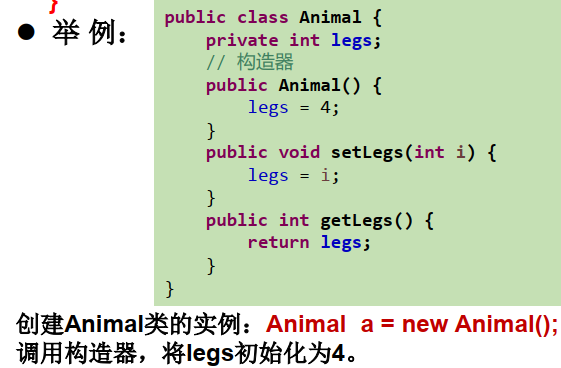 }
● 举 例：
public class Animal {
    private int legs;
    // 构造器
    public Animal() {
        legs = 4;
    }
    public void setLegs(int i) {
        legs = i;
    }
    public int getLegs() {
        return legs;
    }
}
创建Animal类的实例：Animal  a = new Animal();
调用构造器，将legs初始化为4。